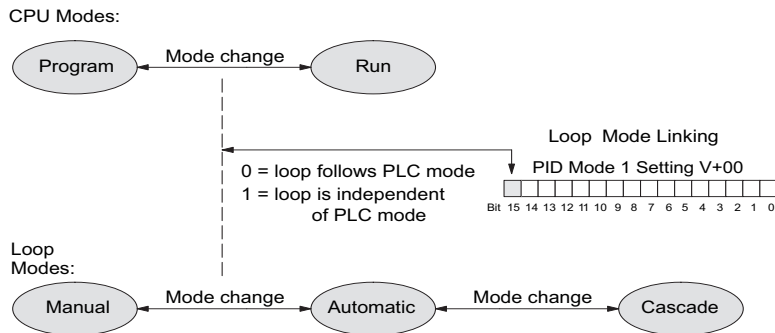 CPU Modes:
Program
Mode change
Run
Loop Mode Linking
0 = loop follows PLC mode
1 = loop is independent
of PLC mode
PID Mode 1 Setting V+00
Bit 15 14 13 12 11 10 9 8 7 6 5 4 3 2 1 0
Loop
Modes:
Manual
Mode change
Automatic
Mode change
Cascade